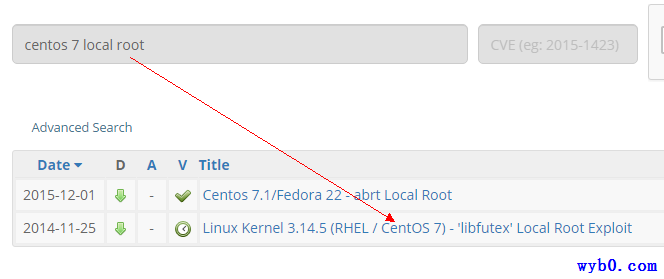 centos 7 local root
CVE (eg: 2015-1423)
Advanced Search
Date D A V Title
2015-12-01 - Centos 7.1/Fedora 22 - abrt Local Root
2014-11-25 - Linux Kernel 3.14.5 (RHEL / CentOS 7) - 'libfutex' Local Root Exploit
wyb0.com